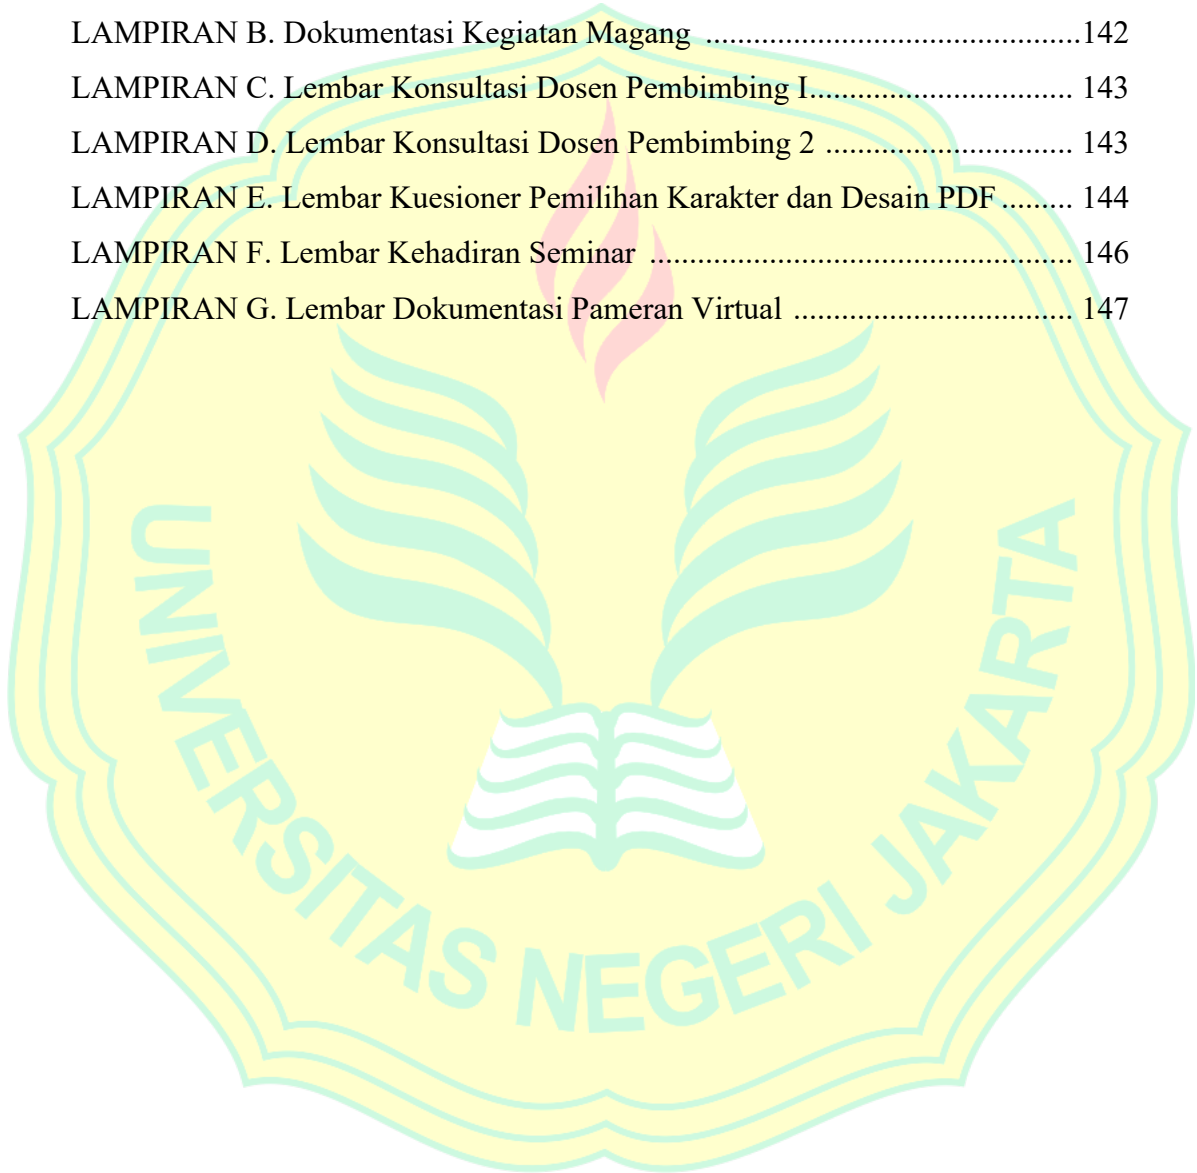 LAMPIRAN B. Dokumentasi Kegiatan Magang ............................................142
LAMPIRAN C. Lembar Konsultasi Dosen Pembimbing I............................... 143
LAMPIRAN D. Lembar Konsultasi Dosen Pembimbing 2 ............................. 143
LAMPIRAN E. Lembar Kuesioner Pemilihan Karakter dan Desain PDF ......... 144
LAMPIRAN F. Lembar Kehadiran Seminar .................................................. 146
LAMPIRAN G. Lembar Dokumentasi Pameran Virtual ................................. 147
UNIVERSITAS NEGERI JAKARTA